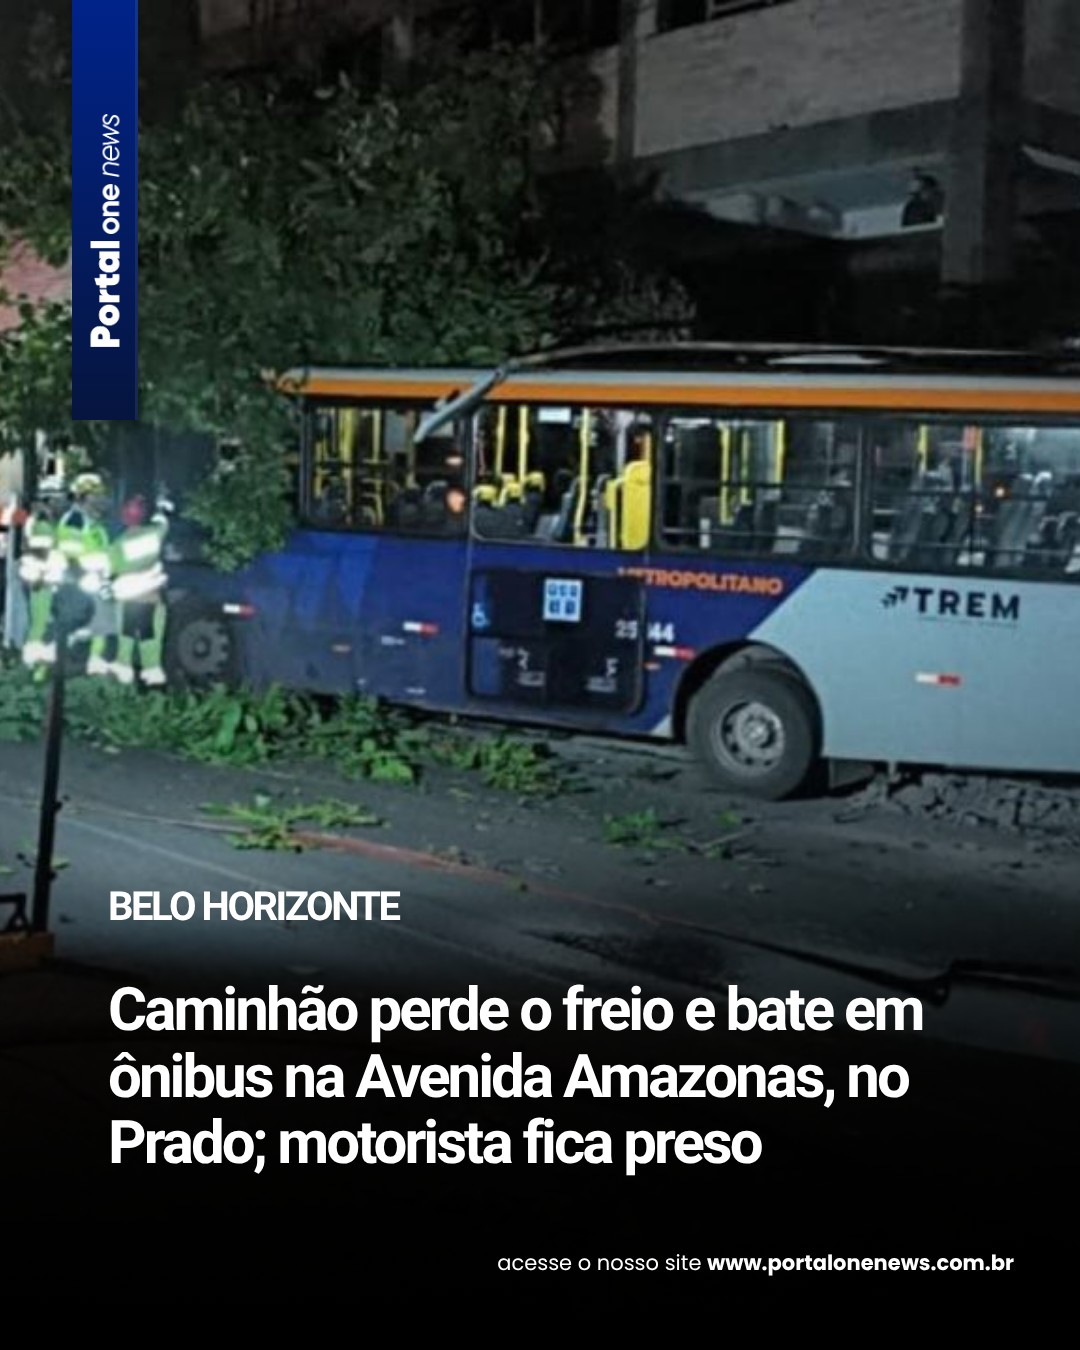 Portal one news
METROPOLITANO
TREM
BELO HORIZONTE
Caminhão perde o freio e bate em
ônibus na Avenida Amazonas, no
Prado; motorista fica preso
acesse o nosso site www.portalonenews.com.br